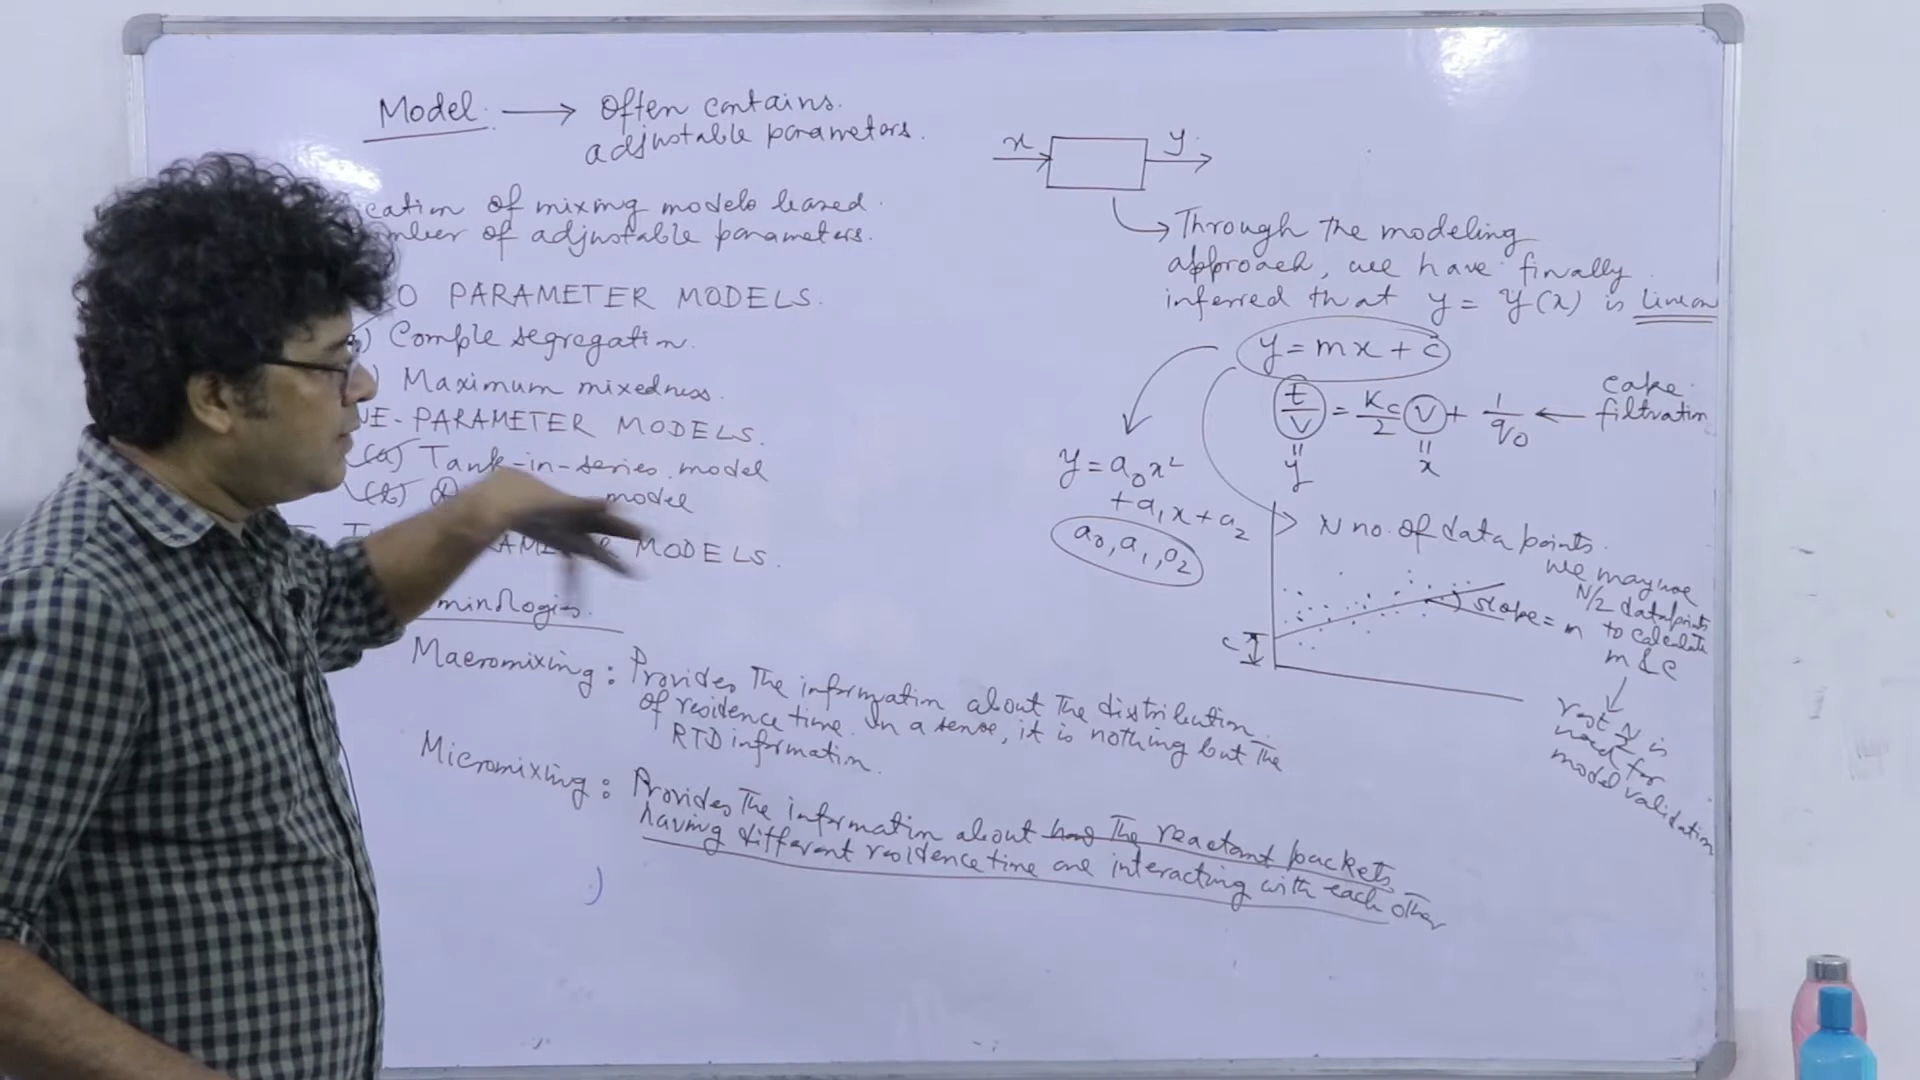 Model. → Often contains.
adjustable parameters.
cation of mixing models based
mber of adjustable parameters.
RO PARAMETER MODELS.
) Comple segregation.
) Maximum mixedness.
NE-PARAMETER MODELS.
(a) Tank-in-series model
(b) model
MODELS.
minologies.
Macromixing: Provides The information about The distribution
of residence time. In a sense, it is nothing but The
RTD information.
Micromixing: Provides The information about The reactant packets
having different residence time are interacting with each other
x
y
Through the modeling
approach, we have finally
inferred that y = y(x) is linear
y = mx + c
t/V = Kc/2 V + 1/q0 ← cake
filtration
= y
= x
y = a0x²
+ a1x + a2
a0, a1, a2
N no. of data points.
we may use
N/2 datapoints
to calculate
m & c
slope = m
c
rest N/2 is
used for
model validation